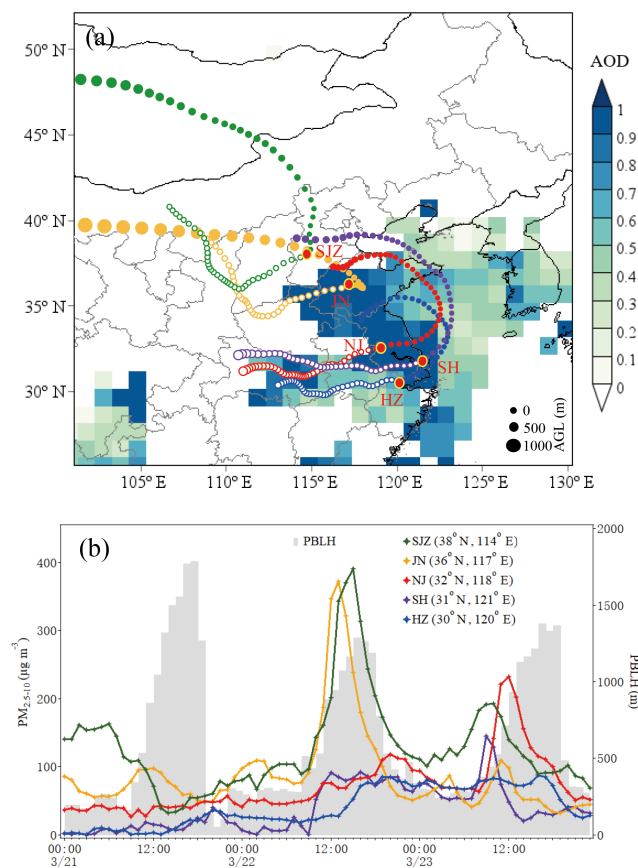 (a)
AOD
50° N
45° N
40° N
35° N
30° N
1
0.9
0.8
0.7
0.6
0.5
0.4
0.3
0.2
0.1
0
SJZ
JN
NJ
SH
HZ
0
500
1000
AGL (m)
105° E
110° E
115° E
120° E
125° E
130° E
(b)
PBLH
SJZ (38° N, 114° E)
JN (36° N, 117° E)
NJ (32° N, 118° E)
SH (31° N, 121° E)
HZ (30° N, 120° E)
PM2.5-10 (µg m-3)
400
300
200
100
0
2000
1500
1000
500
0
PBLH (m)
00:00
12:00
00:00
12:00
00:00
12:00
3/21
3/22
3/23